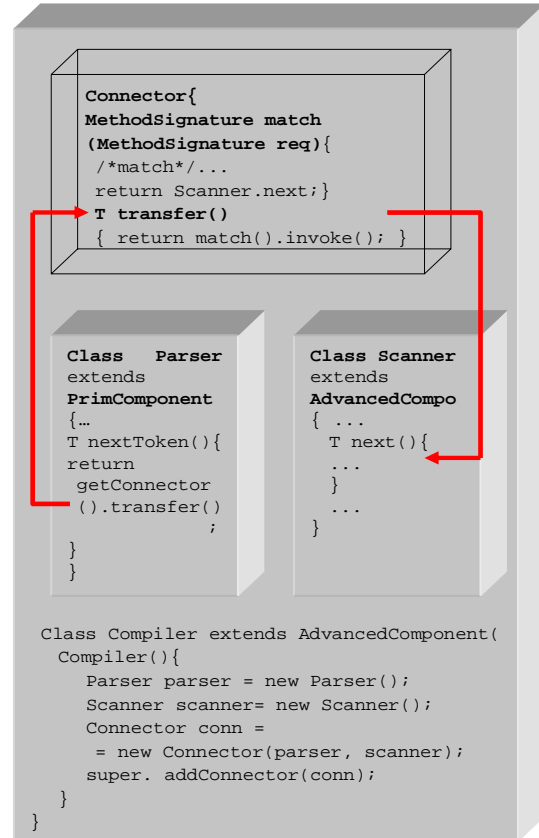 Connector{
MethodSignature match
(MethodSignature req){
/*match*/...
return Scanner.next;}
T transfer()
{ return match().invoke(); }
Class Parser
extends
PrimComponent
{…
T nextToken(){
return
getConnector
().transfer()
;
}
}
Class Scanner
extends
AdvancedCompo
{ ...
T next(){
...
}
...
}
Class Compiler extends AdvancedComponent(
Compiler(){
Parser parser = new Parser();
Scanner scanner= new Scanner();
Connector conn =
= new Connector(parser, scanner);
super. addConnector(conn);
}
}